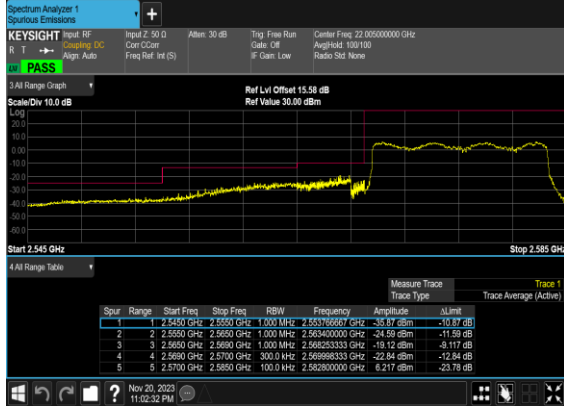 Spectrum Analyzer 1
Spurious Emissions
+
KEYSIGHT Input: RF Input Z: 50 Ω Atten: 30 dB Trig: Free Run Center Freq: 22.005000000 GHz
R T Coupling: DC Corr CCorr Gate: Off Avg|Hold: 100/100
Align: Auto Freq Ref: Int (S) IF Gain: Low Radio Std: None
PASS
3 All Range Graph
Ref Lvl Offset 15.58 dB
Scale/Div 10.0 dB Ref Value 30.00 dBm
Log
20.0
10.0
0.00
-10.0
-20.0
-30.0
-40.0
-50.0
-60.0
Start 2.545 GHz Stop 2.585 GHz
4 All Range Table
Measure Trace Trace 1
Trace Type Trace Average (Active)
Spur Range Start Freq Stop Freq RBW Frequency Amplitude ΔLimit
1 1 2.5450 GHz 2.5550 GHz 1.000 MHz 2.553766667 GHz -35.87 dBm -10.87 dB
2 2 2.5550 GHz 2.5650 GHz 1.000 MHz 2.563400000 GHz -24.59 dBm -11.59 dB
3 3 2.5650 GHz 2.5690 GHz 1.000 MHz 2.568253333 GHz -19.12 dBm -9.117 dB
4 4 2.5690 GHz 2.5700 GHz 300.0 kHz 2.569998333 GHz -22.84 dBm -12.84 dB
5 5 2.5700 GHz 2.5850 GHz 100.0 kHz 2.582800000 GHz 6.217 dBm -23.78 dB
? Nov 20, 2023
11:02:32 PM